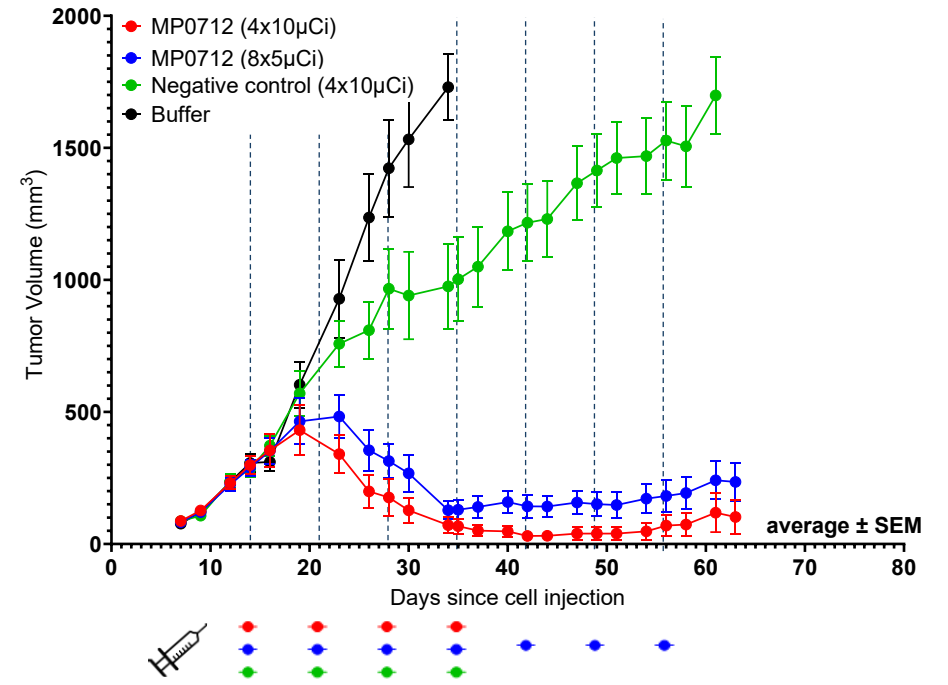 2000
1500
1000
500
0
Tumor Volume (mm³)
MP0712 (4x10µCi)
MP0712 (8x5µCi)
Negative control (4x10µCi)
Buffer
average ± SEM
0 10 20 30 40 50 60 70 80
Days since cell injection